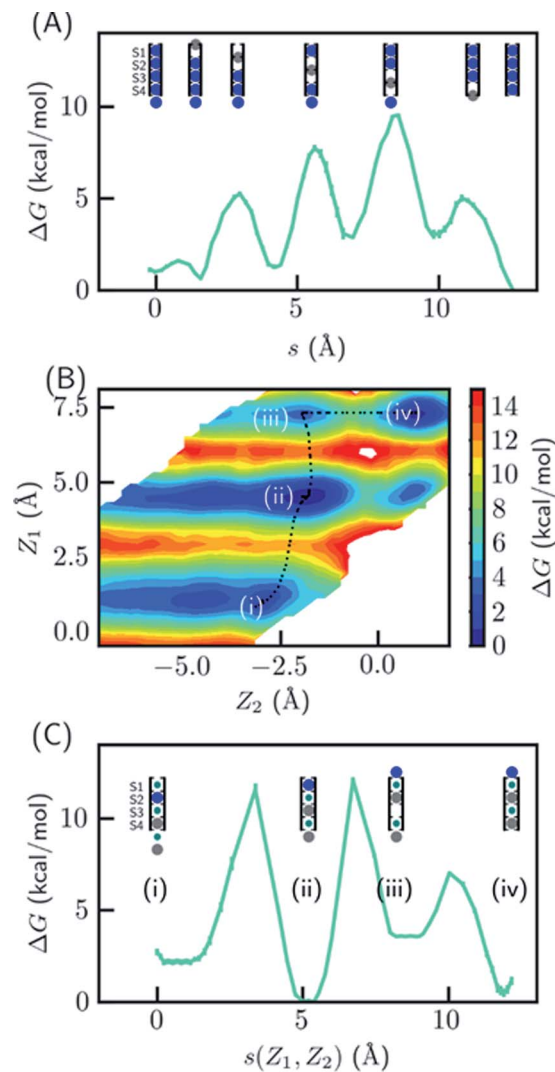 (A)
S1
S2
S3
S4
10
5
0
ΔG (kcal/mol)
0 5 10
s (Å)
(B)
7.5
5.0
2.5
0.0
Z₁ (Å)
(iii) (iv)
(ii)
(i)
−5.0 −2.5 0.0
Z₂ (Å)
14
12
10
8
6
4
2
0
ΔG (kcal/mol)
(C)
S1
S2
S3
S4
10
5
0
ΔG (kcal/mol)
(i) (ii) (iii) (iv)
0 5 10
s(Z₁, Z₂) (Å)